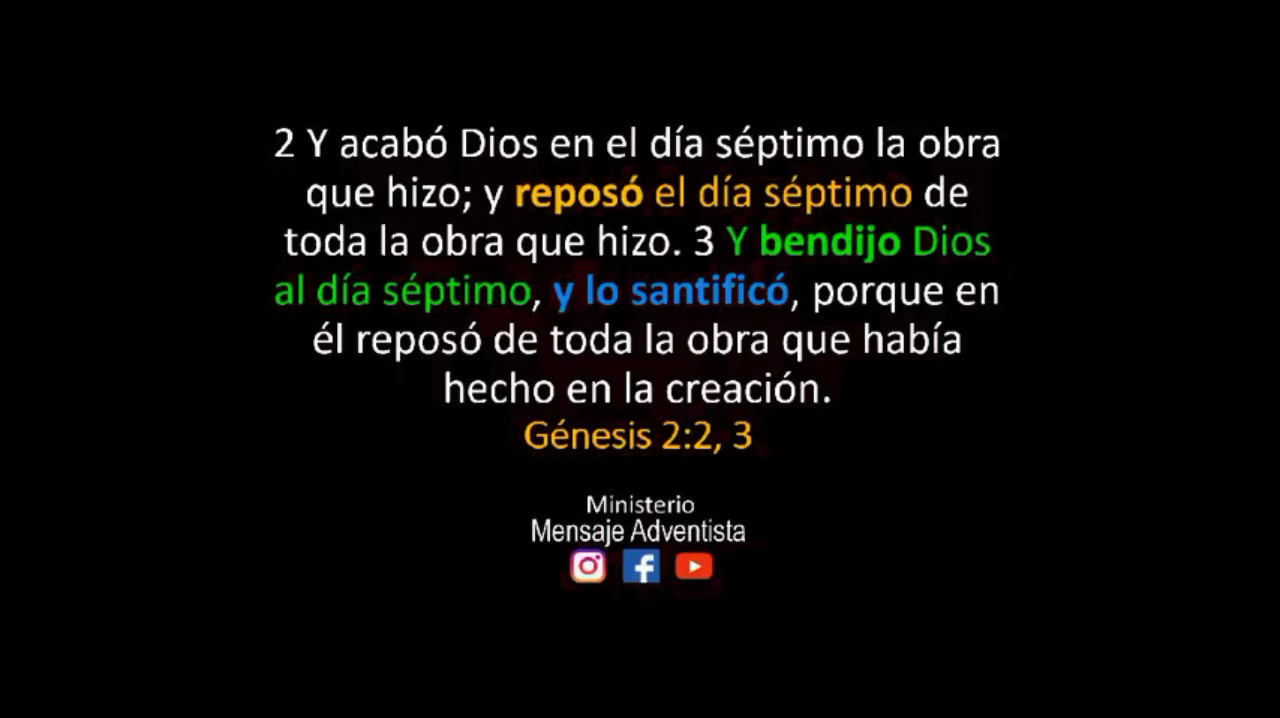 2 Y acabó Dios en el día séptimo la obra
que hizo; y reposó el día séptimo de
toda la obra que hizo. 3 Y bendijo Dios
al día séptimo, y lo santificó, porque en
él reposó de toda la obra que había
hecho en la creación.
Génesis 2:2, 3
Ministerio
Mensaje Adventista